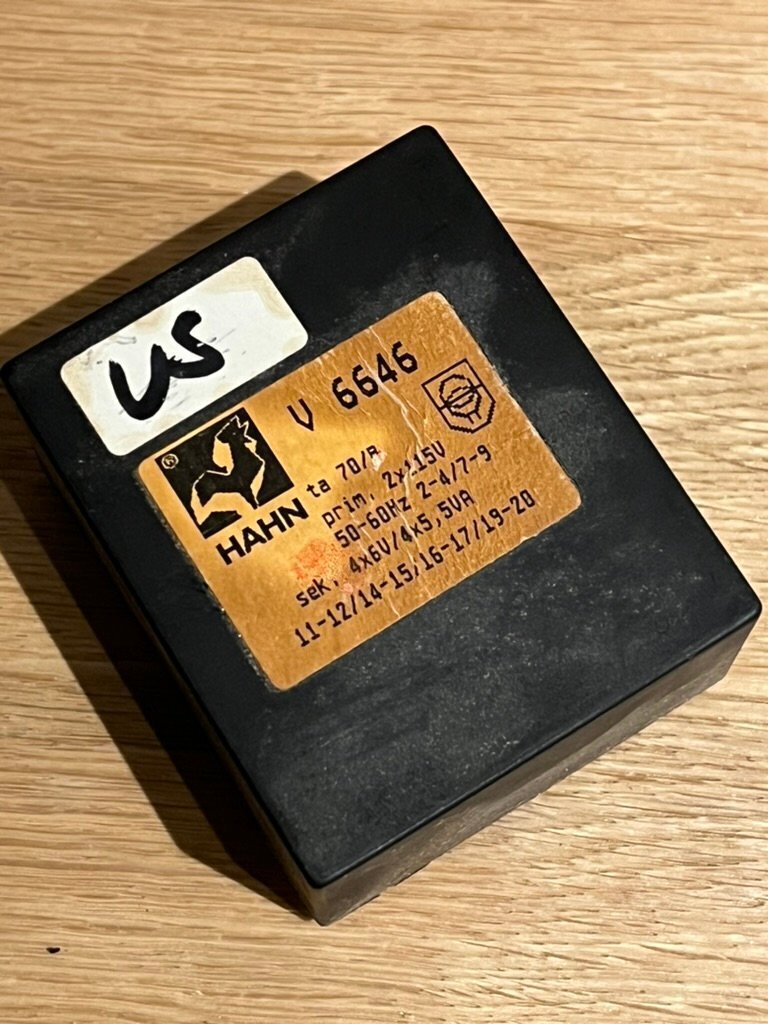 us
V 6646
®
HAHN
ta 70/B
prim. 2x115V
50-60Hz 2-4/7-9
sek. 4x6V/4x5,5VA
11-12/14-15/16-17/19-20